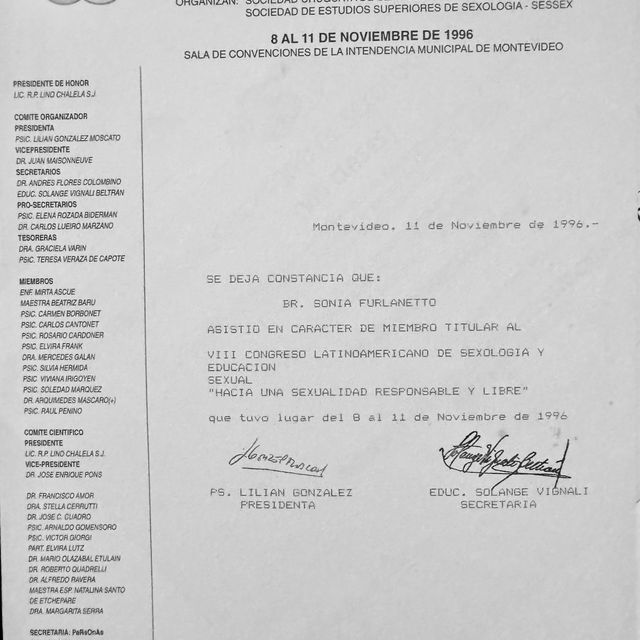 ORGANIZAN: SOCIEDAD
SOCIEDAD DE ESTUDIOS SUPERIORES DE SEXOLOGIA - SESSEX
8 AL 11 DE NOVIEMBRE DE 1996
SALA DE CONVENCIONES DE LA INTENDENCIA MUNICIPAL DE MONTEVIDEO
PRESIDENTE DE HONOR
LIC. R.P. LINO CHALELA S.J.
COMITE ORGANIZADOR
PRESIDENTA
PSIC. LILIAN GONZALEZ MOSCATO
VICEPRESIDENTE
DR. JUAN MAISONNEUVE
SECRETARIOS
DR. ANDRES FLORES COLOMBINO
EDUC. SOLANGE VIGNALI BELTRAN
PRO-SECRETARIOS
PSIC. ELENA ROZADA BIDERMAN
DR. CARLOS LUEIRO MARZANO
TESORERAS
DRA. GRACIELA VARIN
PSIC. TERESA VERAZA DE CAPOTE
MIEMBROS
ENF. MIRTA ASCUE
MAESTRA BEATRIZ BARU
PSIC. CARMEN BORBONET
PSIC. CARLOS CANTONET
PSIC. ROSARIO CARDONER
PSIC. ELVIRA FRANK
DRA. MERCEDES GALAN
PSIC. SILVIA HERMIDA
PSIC. VIVIANA IRIGOYEN
PSIC. SOLEDAD MARQUEZ
DR. ARQUIMEDES MASCARO(+)
PSIC. RAUL PENINO
COMITE CIENTIFICO
PRESIDENTE
LIC. R.P. LINO CHALELA S.J.
VICE-PRESIDENTE
DR. JOSE ENRIQUE PONS
DR. FRANCISCO AMOR
DRA. STELLA CERRUTTI
DR. JOSE C. CUADRO
PSIC. ARNALDO GOMENSORO
PSIC. VICTOR GIORGI
PART. ELVIRA LUTZ
DR. MARIO OLAZABAL ETULAIN
DR. ROBERTO QUADRELLI
DR. ALFREDO RAVERA
MAESTRA ESP. NATALINA SANTO
DE ETCHEPARE
DRA. MARGARITA SERRA
SECRETARIA: PeRsOnAs
Montevideo, 11 de Noviembre de 1996.-
SE DEJA CONSTANCIA QUE:
BR. SONIA FURLANETTO
ASISTIO EN CARACTER DE MIEMBRO TITULAR AL
VIII CONGRESO LATINOAMERICANO DE SEXOLOGIA Y
EDUCACION
SEXUAL
"HACIA UNA SEXUALIDAD RESPONSABLE Y LIBRE"
que tuvo lugar del 8 al 11 de Noviembre de 1996
PS. LILIAN GONZALEZ
PRESIDENTA
EDUC. SOLANGE VIGNALI
SECRETARIA